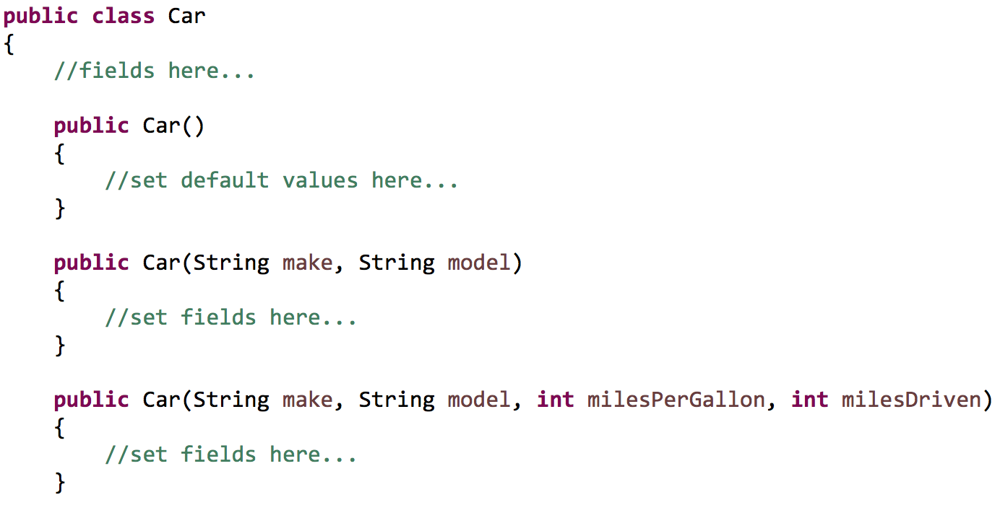 public class Car
{
    //fields here...

    public Car()
    {
        //set default values here...
    }

    public Car(String make, String model)
    {
        //set fields here...
    }

    public Car(String make, String model, int milesPerGallon, int milesDriven)
    {
        //set fields here...
    }